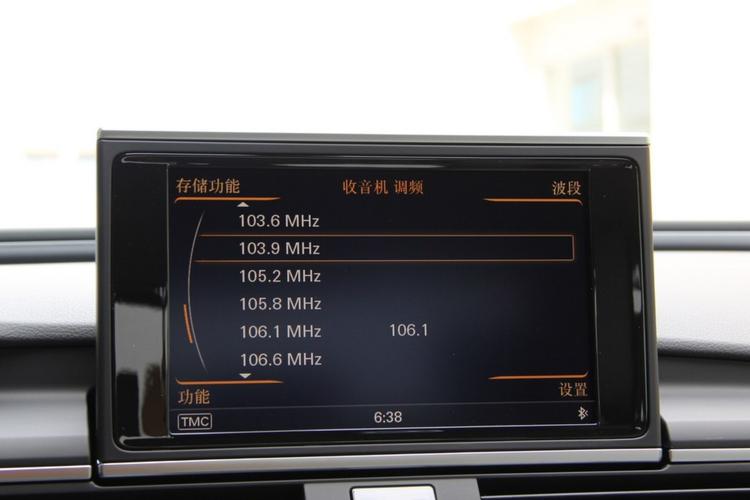 存储功能 收音机 调频 波段
103.6 MHz
103.9 MHz
105.2 MHz
105.8 MHz
106.1 MHz 106.1
106.6 MHz
功能 设置
TMC 6:38